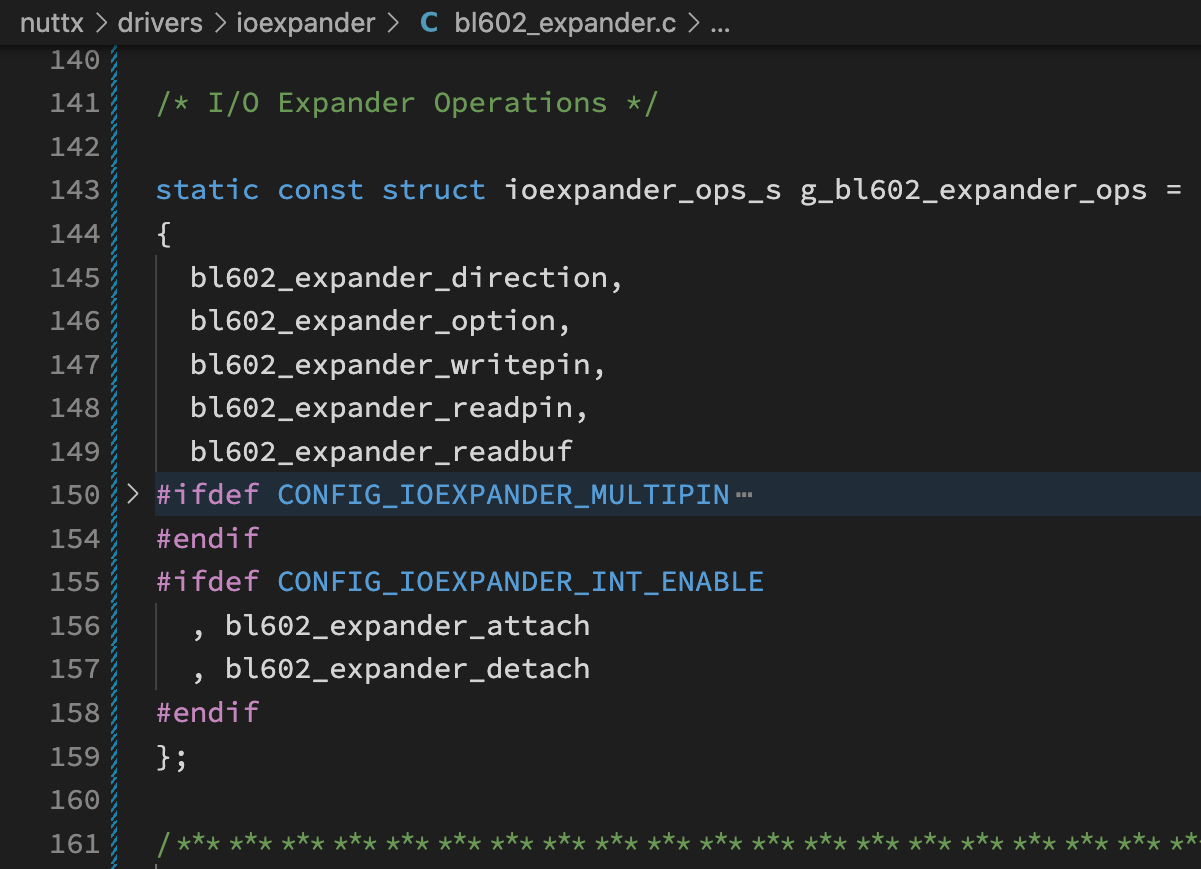 nuttx > drivers > ioexpander > C bl602_expander.c > ...
140
141 /* I/O Expander Operations */
142
143 static const struct ioexpander_ops_s g_bl602_expander_ops =
144 {
145   bl602_expander_direction,
146   bl602_expander_option,
147   bl602_expander_writepin,
148   bl602_expander_readpin,
149   bl602_expander_readbuf
150 > #ifdef CONFIG_IOEXPANDER_MULTIPIN ⋯
154 #endif
155 #ifdef CONFIG_IOEXPANDER_INT_ENABLE
156   , bl602_expander_attach
157   , bl602_expander_detach
158 #endif
159 };
160
161 /************************************************************